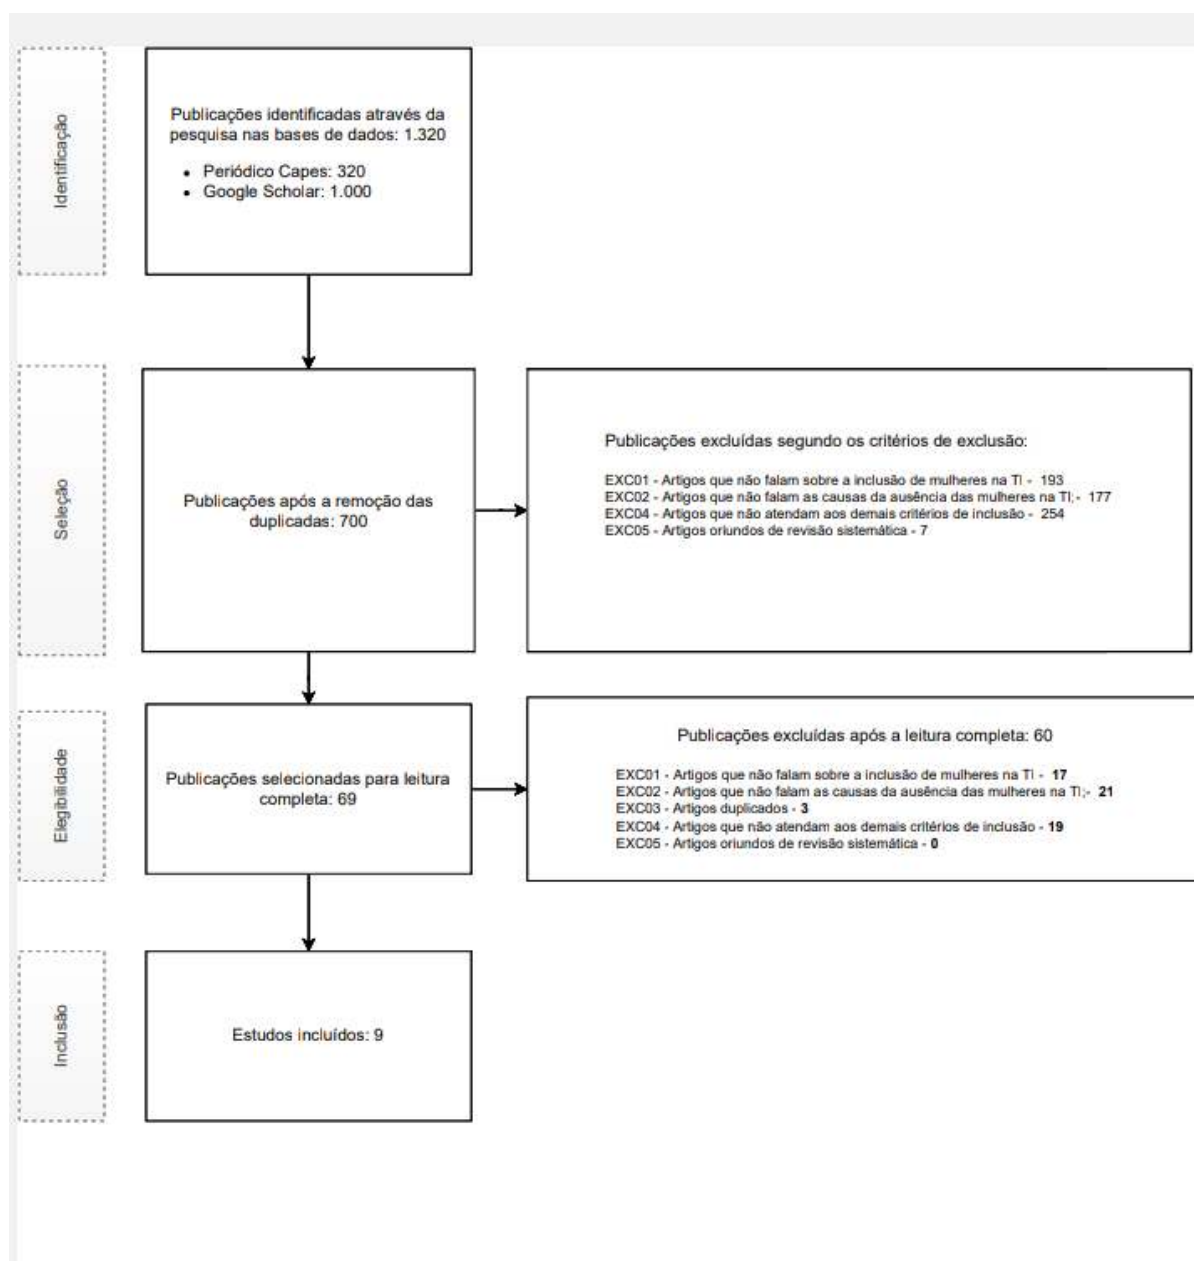 Identificação
Publicações identificadas através da
pesquisa nas bases de dados: 1.320
• Periódico Capes: 320
• Google Scholar: 1.000
Seleção
Publicações após a remoção das
duplicadas: 700
Publicações excluídas segundo os critérios de exclusão:
EXC01 - Artigos que não falam sobre a inclusão de mulheres na TI - 193
EXC02 - Artigos que não falam as causas da ausência das mulheres na TI;- 177
EXC04 - Artigos que não atendam aos demais critérios de inclusão - 254
EXC05 - Artigos oriundos de revisão sistemática - 7
Elegibilidade
Publicações selecionadas para leitura
completa: 69
Publicações excluídas após a leitura completa: 60
EXC01 - Artigos que não falam sobre a inclusão de mulheres na TI - 17
EXC02 - Artigos que não falam as causas da ausência das mulheres na TI;- 21
EXC03 - Artigos duplicados - 3
EXC04 - Artigos que não atendam aos demais critérios de inclusão - 19
EXC05 - Artigos oriundos de revisão sistemática - 0
Inclusão
Estudos incluídos: 9